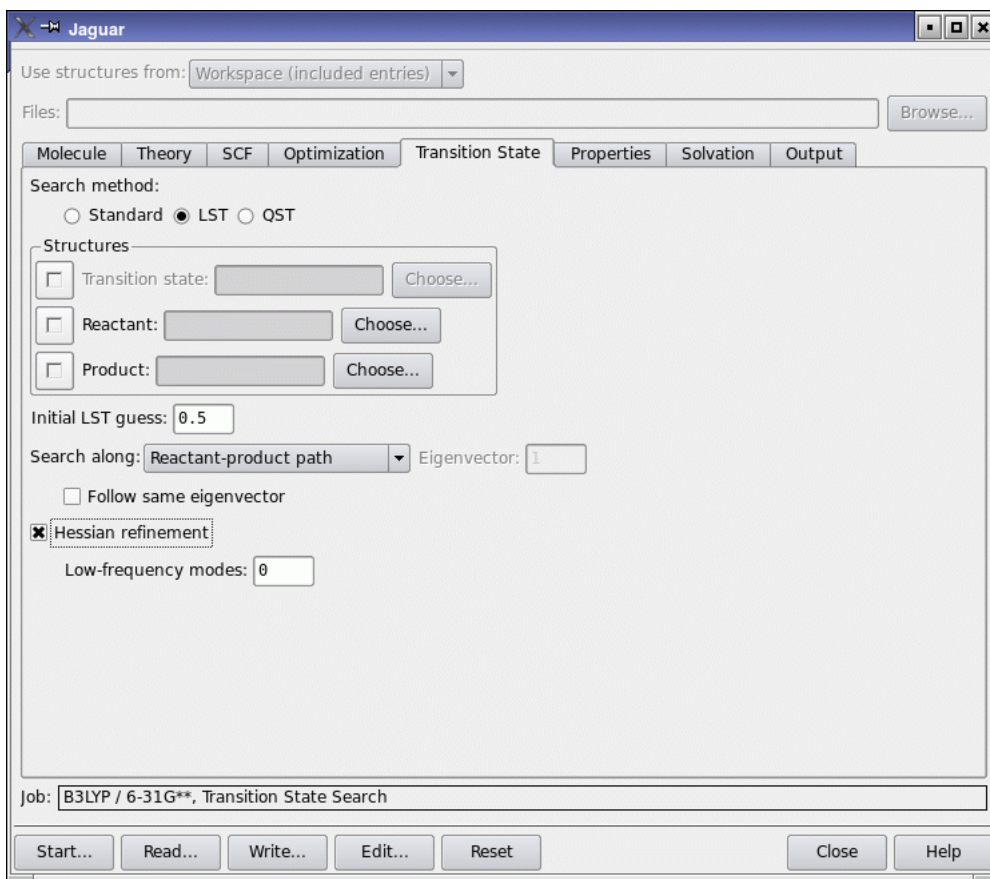 Jaguar
Use structures from: Workspace (included entries)
Files: Browse...
Molecule Theory SCF Optimization Transition State Properties Solvation Output
Search method:
Standard LST QST
Structures
Transition state: Choose...
Reactant: Choose...
Product: Choose...
Initial LST guess: 0.5
Search along: Reactant-product path Eigenvector: 1
Follow same eigenvector
Hessian refinement
Low-frequency modes: 0
Job: B3LYP / 6-31G**, Transition State Search
Start... Read... Write... Edit... Reset Close Help